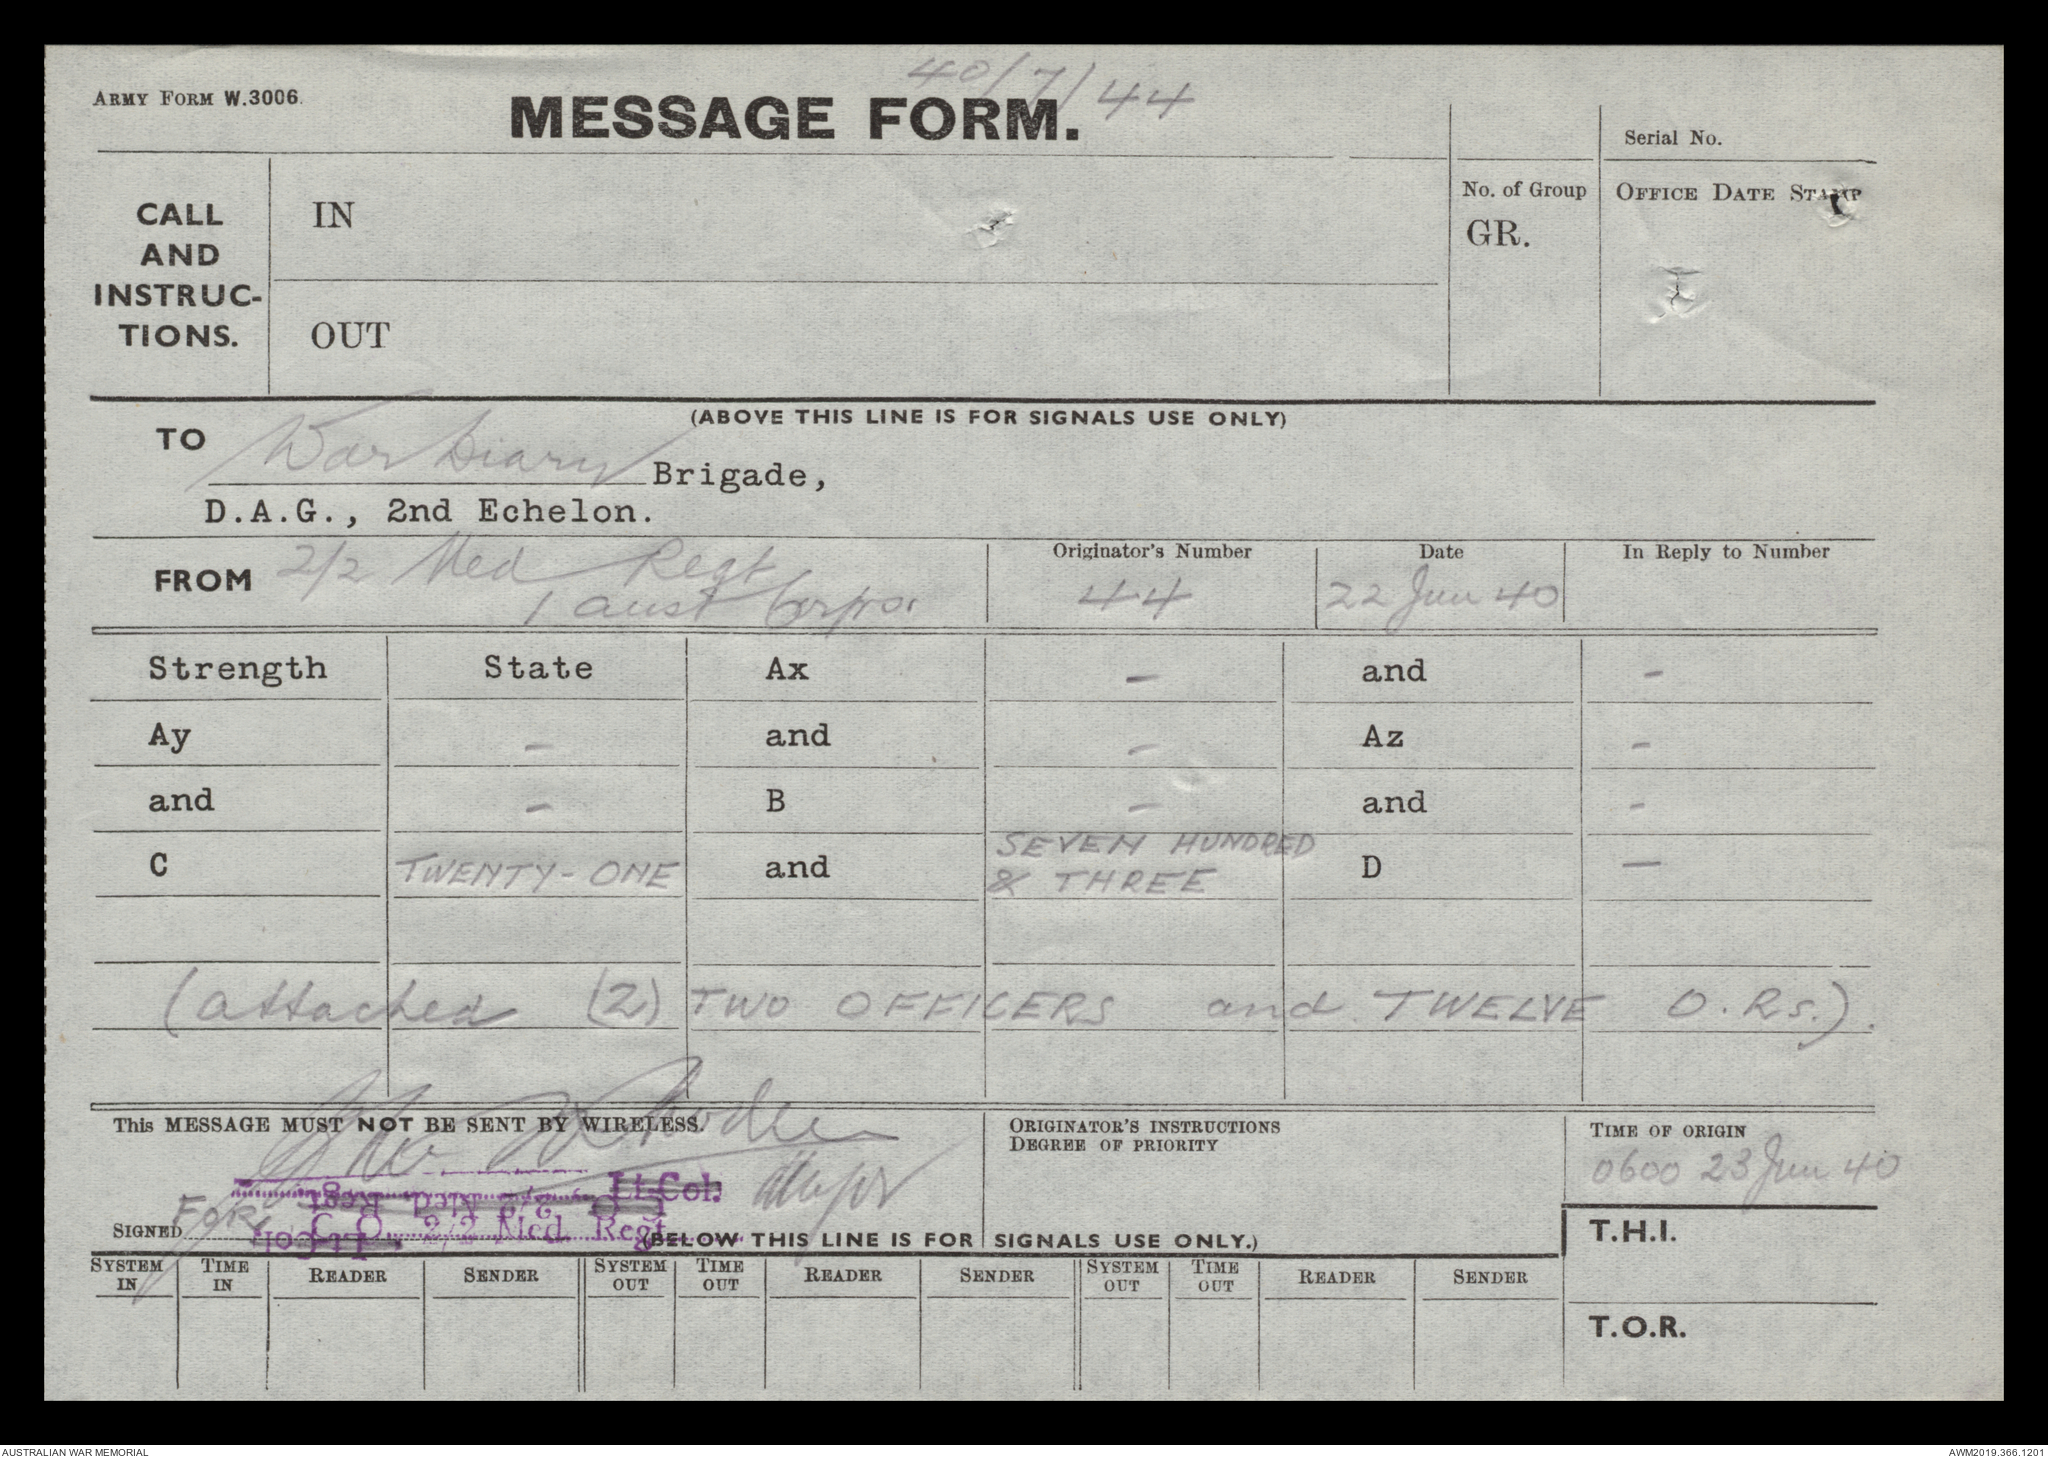 40/7/44
ARMY FORM W.3006.
MESSAGE FORM.
Serial No.
CALL
AND
INSTRUC-
TIONS.
IN
OUT
No. of Group
GR.
OFFICE DATE STAMP
(ABOVE THIS LINE IS FOR SIGNALS USE ONLY)
TO War Diary Brigade,
D.A.G., 2nd Echelon.
FROM 2/2 Med Regt
1 Aust Corps.
Originator's Number
44
Date
22 Jun 40
In Reply to Number
Strength State Ax - and -
Ay - and - Az -
and - B - and -
C TWENTY-ONE and SEVEN HUNDRED
& THREE D -
(attached (2) TWO OFFICERS and TWELVE O.Rs.).
This MESSAGE MUST NOT BE SENT BY WIRELESS.
Major
Lt-Col.
2/2 Med. Regt
Lt-Col.
SIGNED FOR C.O. 2/2 Med. Regt.
ORIGINATOR'S INSTRUCTIONS
DEGREE OF PRIORITY
TIME OF ORIGIN
0600 23 Jun 40
(BELOW THIS LINE IS FOR SIGNALS USE ONLY.)
T.H.I.
SYSTEM IN TIME IN READER SENDER SYSTEM OUT TIME OUT READER SENDER SYSTEM OUT TIME OUT READER SENDER
T.O.R.
AUSTRALIAN WAR MEMORIAL
AWM2019.366.1201